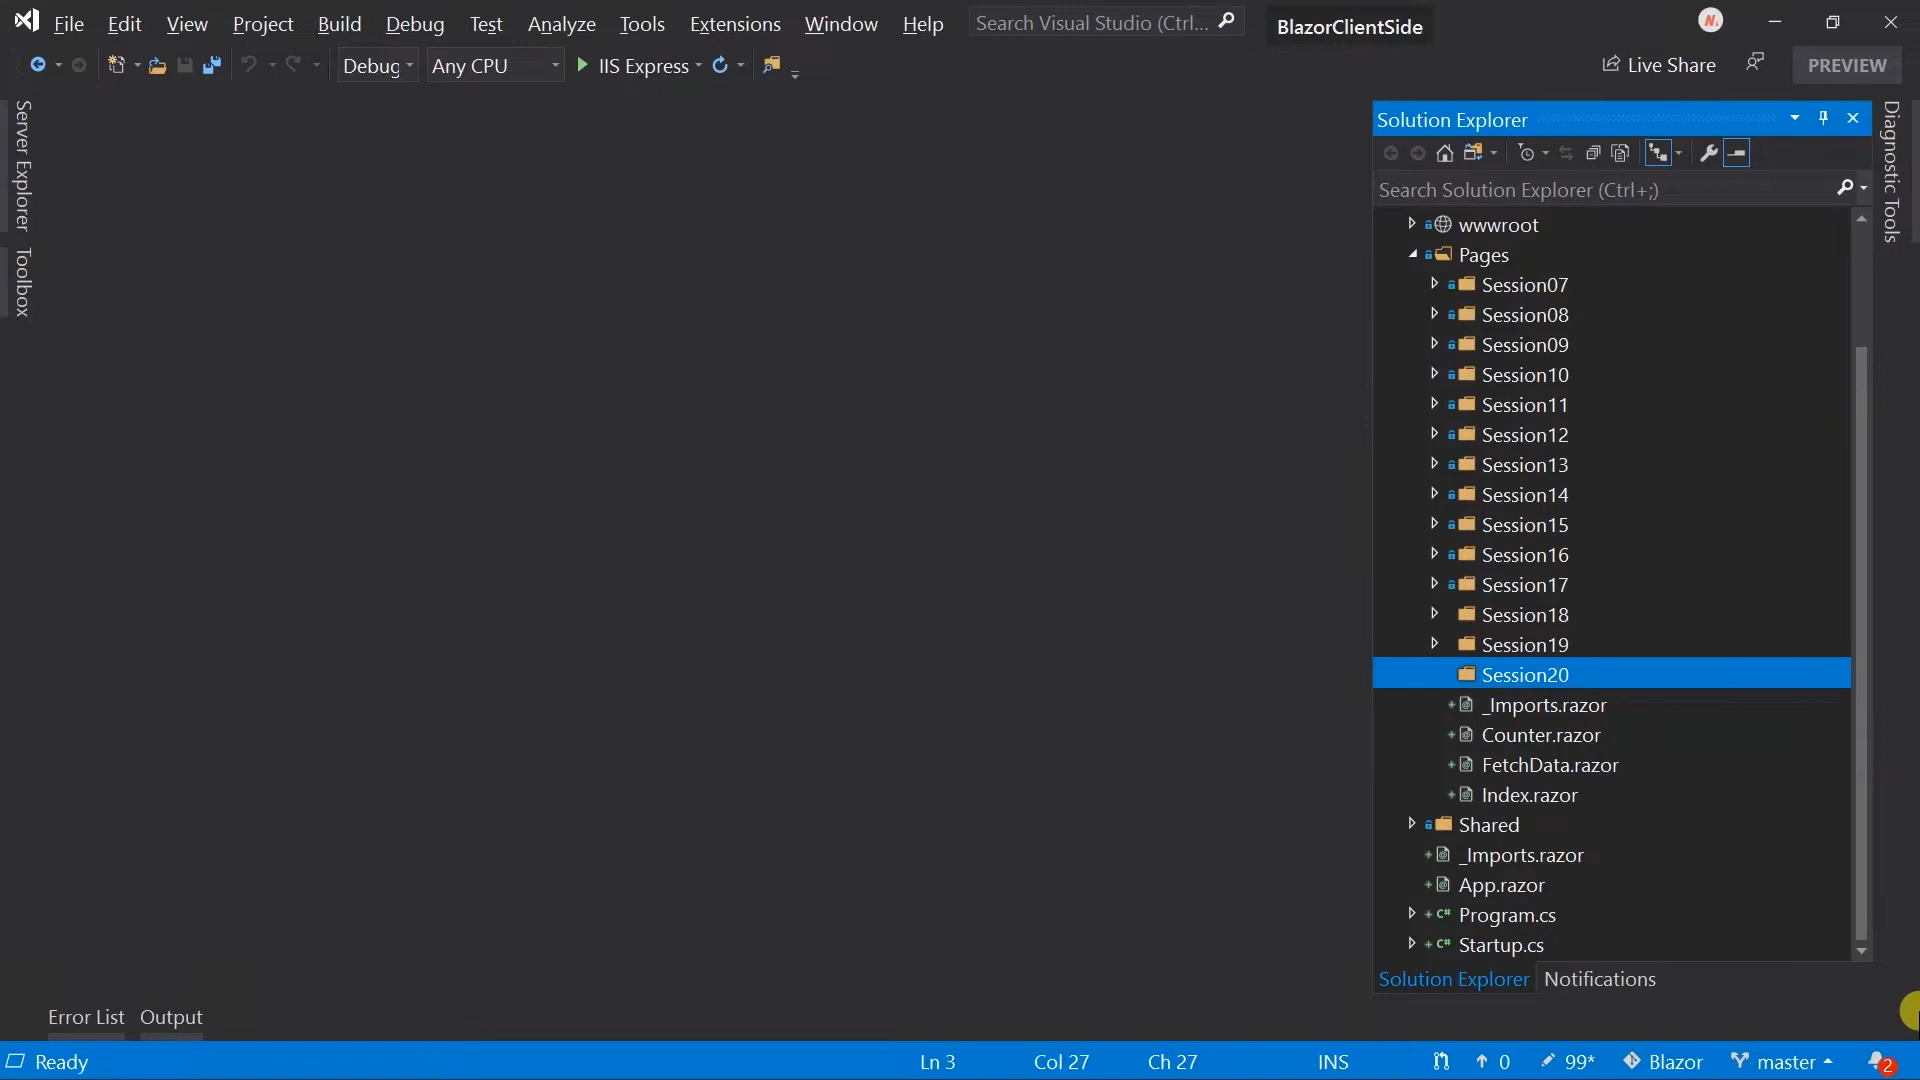 File Edit View Project Build Debug Test Analyze Tools Extensions Window Help Search Visual Studio (Ctrl... BlazorClientSide N.
Debug Any CPU IIS Express Live Share PREVIEW
Server Explorer
Toolbox
Solution Explorer
Search Solution Explorer (Ctrl+;)
wwwroot
Pages
Session07
Session08
Session09
Session10
Session11
Session12
Session13
Session14
Session15
Session16
Session17
Session18
Session19
Session20
_Imports.razor
Counter.razor
FetchData.razor
Index.razor
Shared
_Imports.razor
App.razor
C# Program.cs
C# Startup.cs
Solution Explorer Notifications
Diagnostic Tools
Error List Output
Ready Ln 3 Col 27 Ch 27 INS 0 99* Blazor master 2